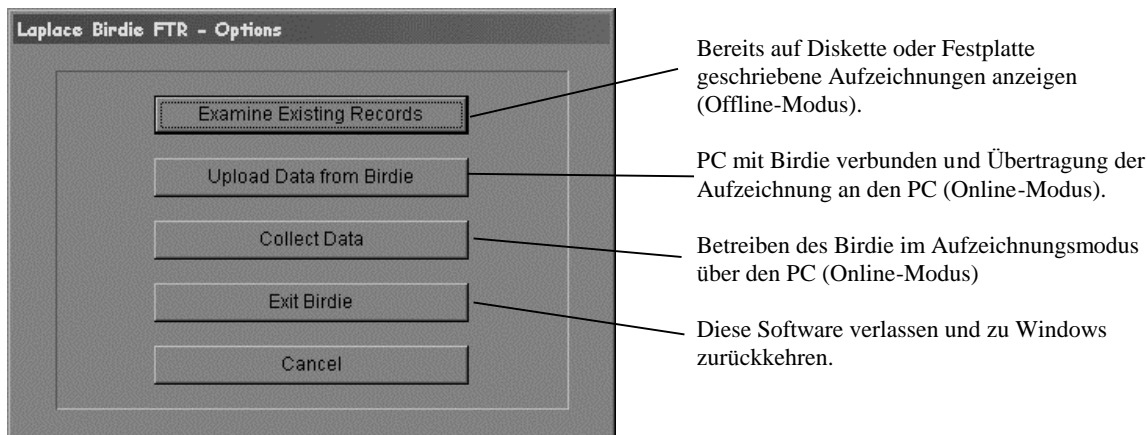 Laplace Birdie FTR - Options
Examine Existing Records
Upload Data from Birdie
Collect Data
Exit Birdie
Cancel
Bereits auf Diskette oder Festplatte
geschriebene Aufzeichnungen anzeigen
(Offline-Modus).
PC mit Birdie verbunden und Übertragung der
Aufzeichnung an den PC (Online-Modus).
Betreiben des Birdie im Aufzeichnungsmodus
über den PC (Online-Modus)
Diese Software verlassen und zu Windows
zurückkehren.